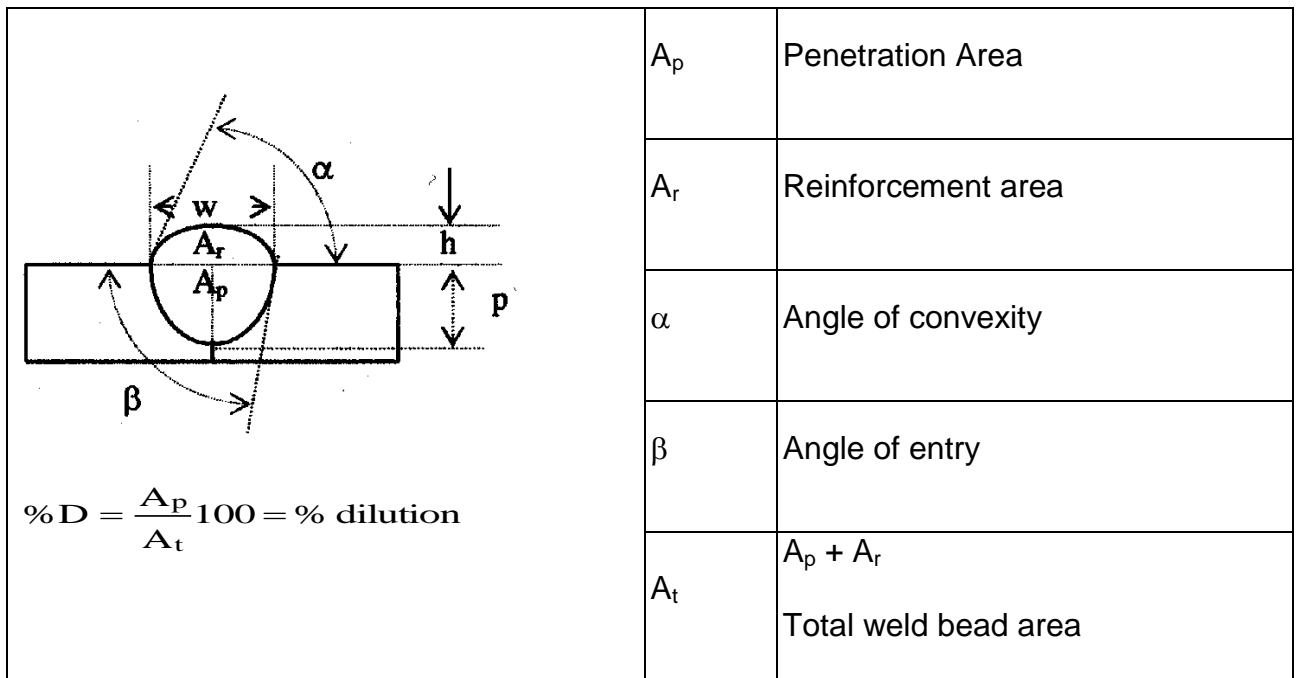 α
w
Aᵣ
h
Aₚ
p
β
%D = Aₚ/Aₜ 100 = % dilution
Aₚ Penetration Area
Aᵣ Reinforcement area
α Angle of convexity
β Angle of entry
Aₜ
Aₚ + Aᵣ
Total weld bead area